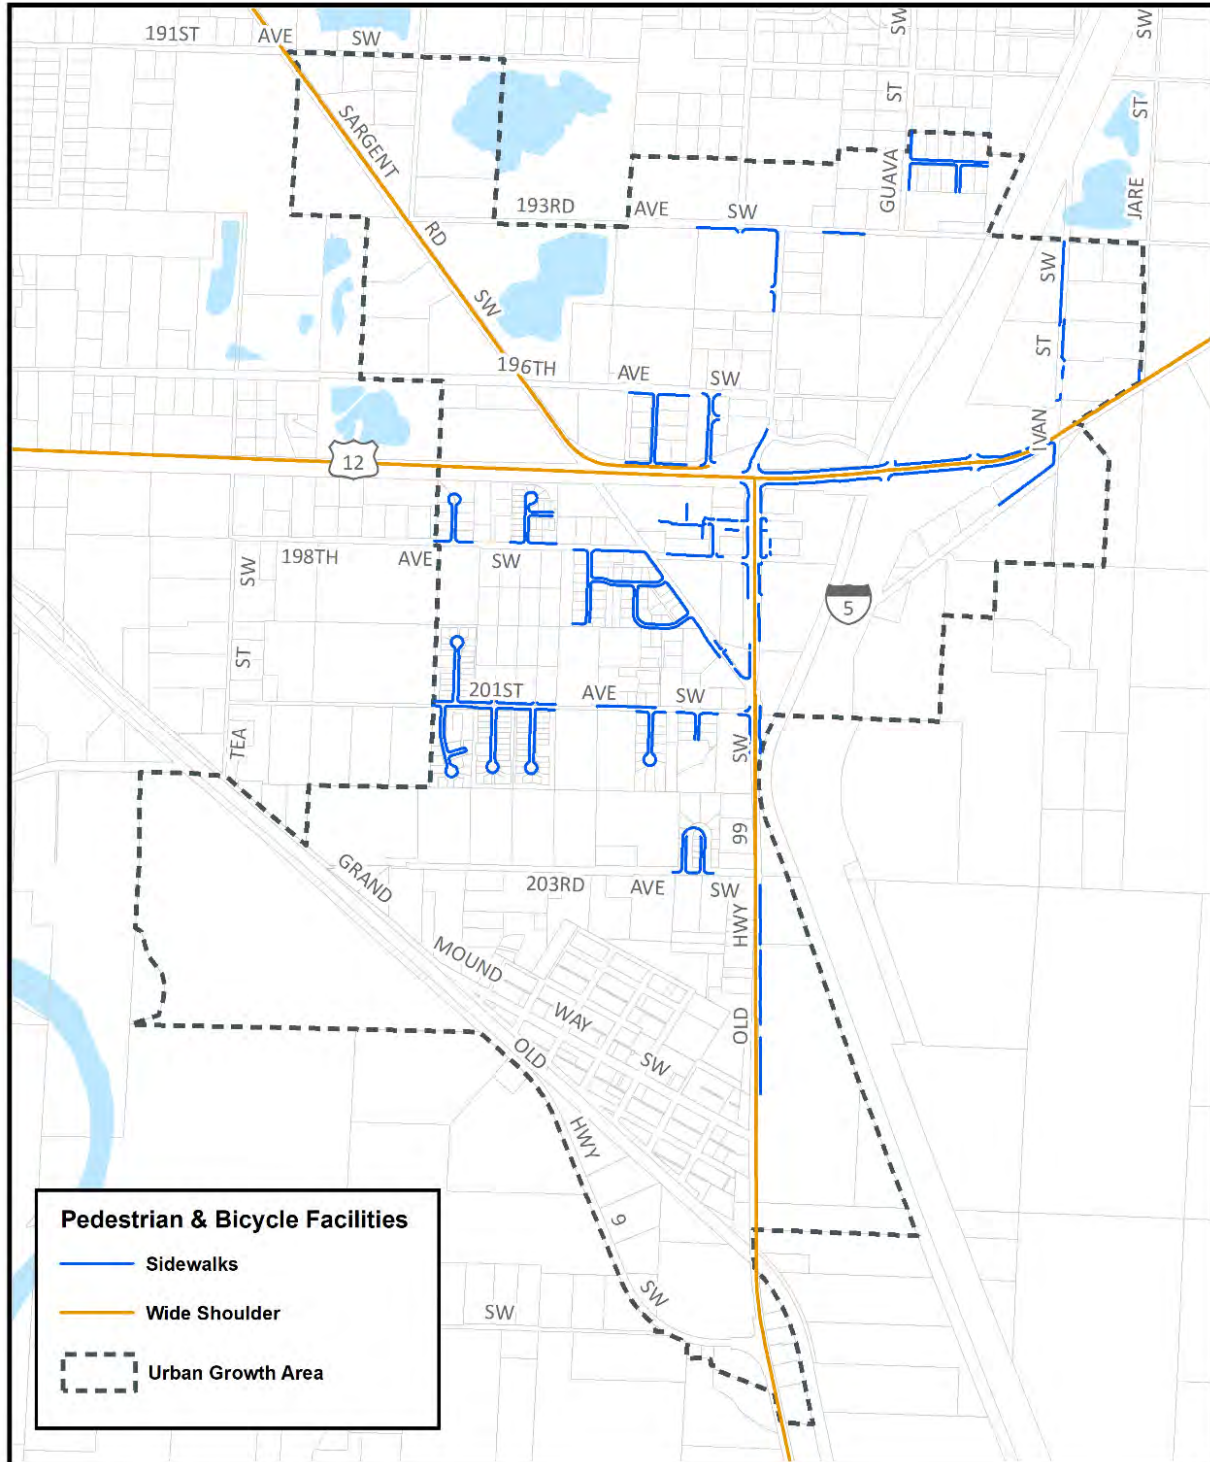 191ST AVE SW
SW
SW
SARGENT RD SW
ST
ST
GUAVA
JARE
193RD AVE SW
SW
ST
IVAN
196TH AVE SW
12
198TH AVE SW
SW
ST
TEA
5
201ST AVE SW
SW
99
HWY
OLD
203RD AVE SW
GRAND
MOUND
WAY
SW
OLD
HWY
9
SW
SW
Pedestrian & Bicycle Facilities
Sidewalks
Wide Shoulder
Urban Growth Area